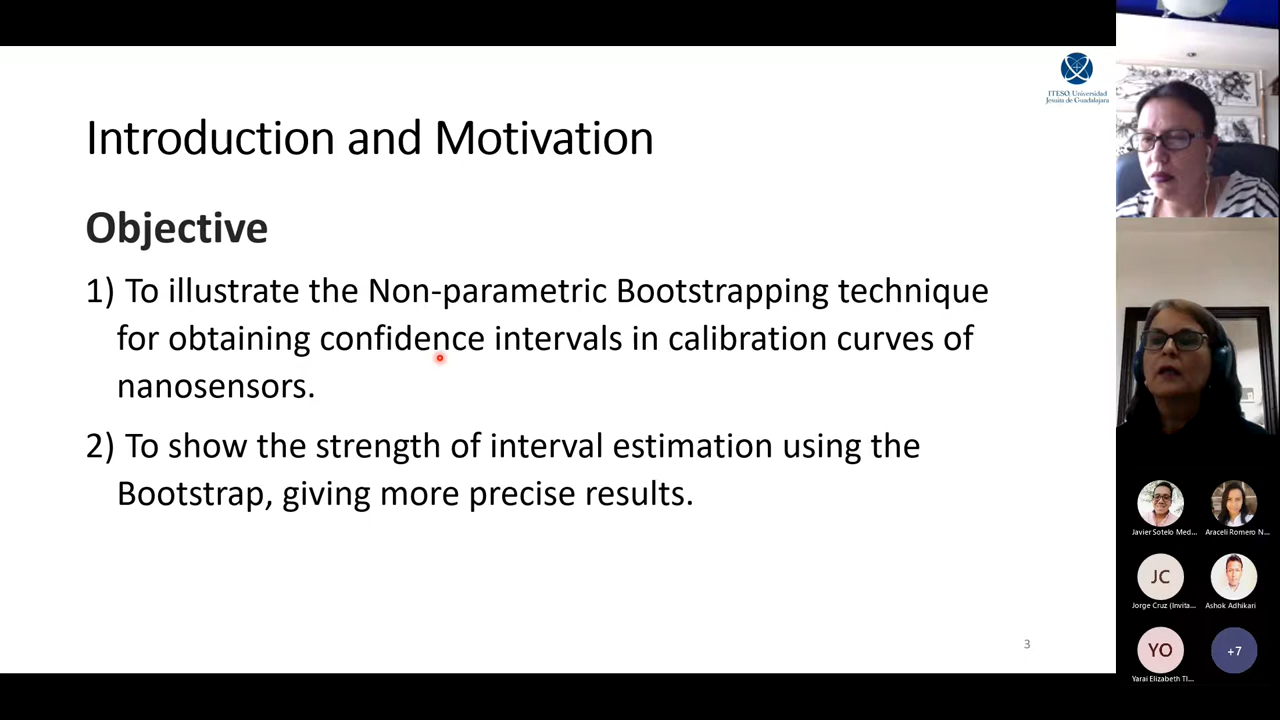 ITESO, Universidad
Jesuita de Guadalajara
Introduction and Motivation
Objective
1) To illustrate the Non-parametric Bootstrapping technique
for obtaining confidence intervals in calibration curves of
nanosensors.
2) To show the strength of interval estimation using the
Bootstrap, giving more precise results.
3
Javier Sotelo Med...
Araceli Romero N...
JC
Jorge Cruz (Invita...
Ashok Adhikari
YO
Yarai Elizabeth Tl...
+7